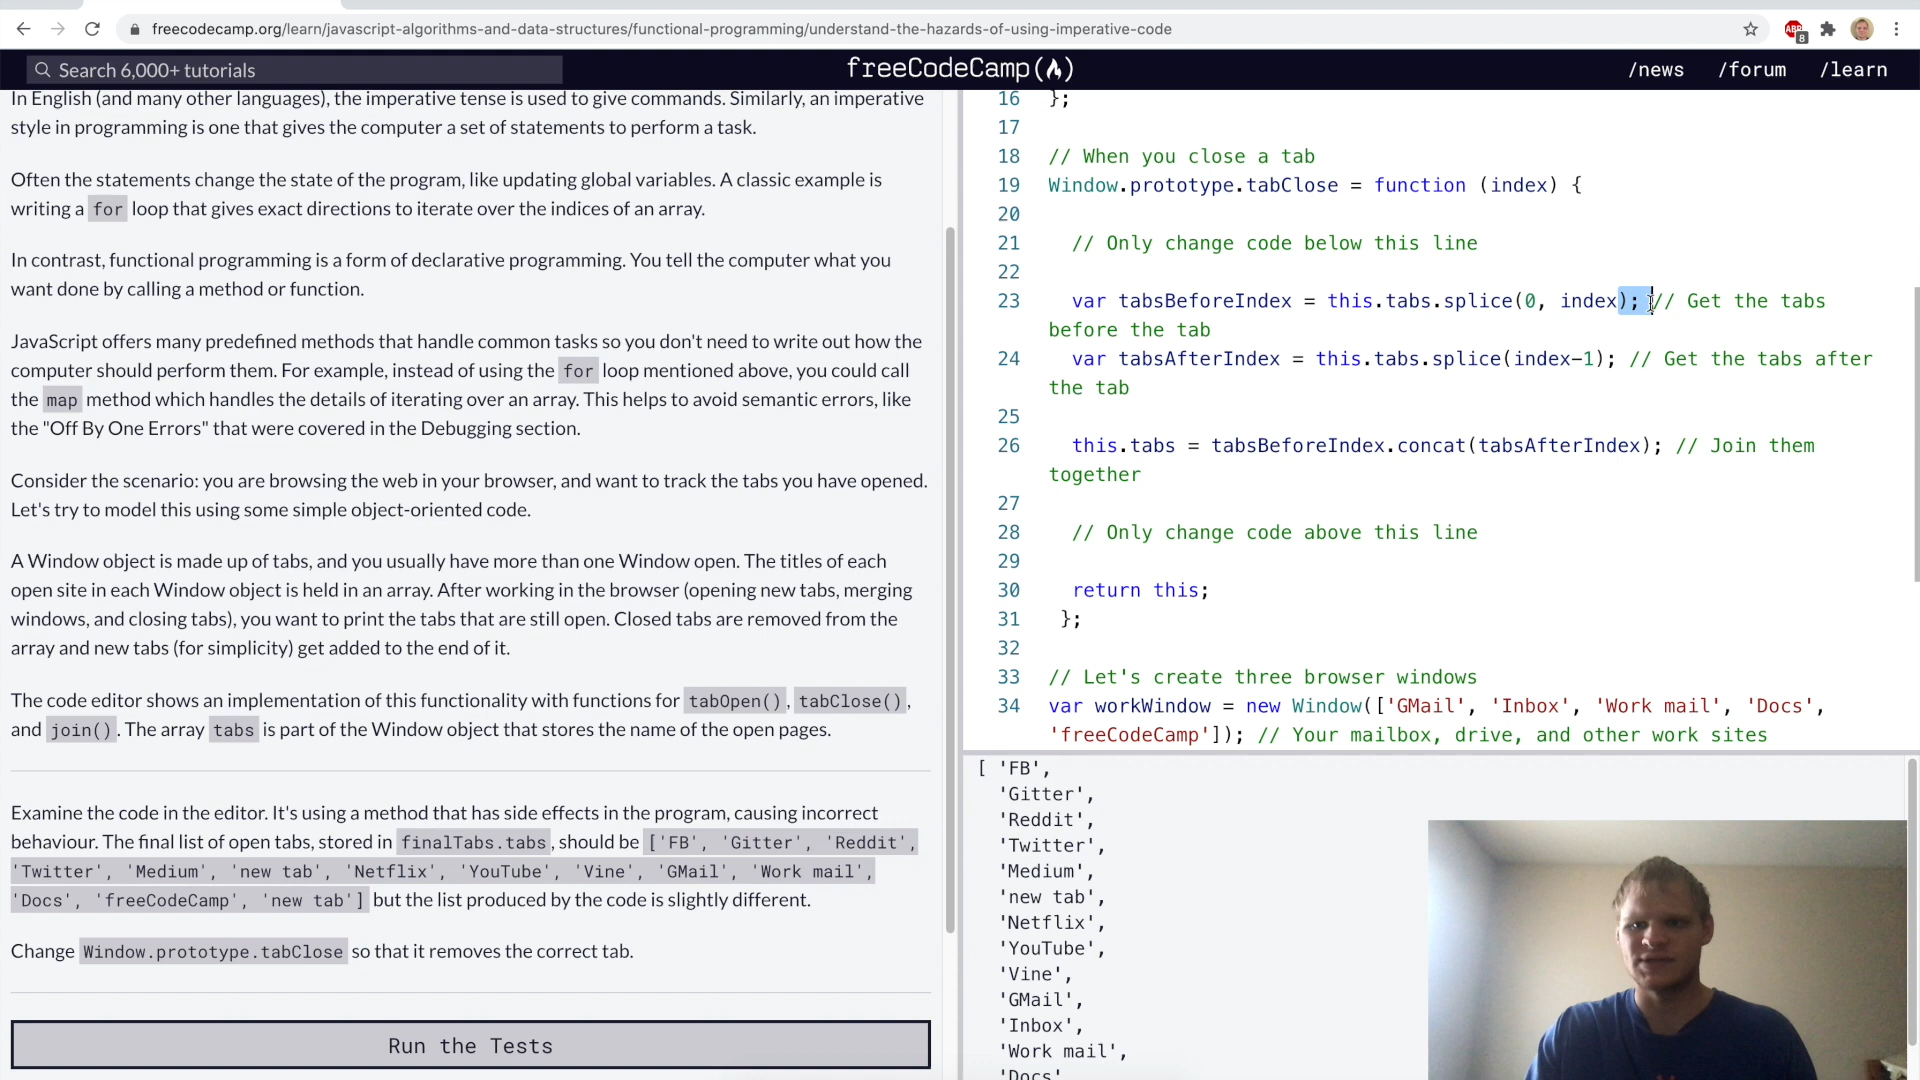 freecodecamp.org/learn/javascript-algorithms-and-data-structures/functional-programming/understand-the-hazards-of-using-imperative-code
ABP
8
Search 6,000+ tutorials
freeCodeCamp
/news
/forum
/learn
In English (and many other languages), the imperative tense is used to give commands. Similarly, an imperative
style in programming is one that gives the computer a set of statements to perform a task.
Often the statements change the state of the program, like updating global variables. A classic example is
writing a for loop that gives exact directions to iterate over the indices of an array.
In contrast, functional programming is a form of declarative programming. You tell the computer what you
want done by calling a method or function.
JavaScript offers many predefined methods that handle common tasks so you don't need to write out how the
computer should perform them. For example, instead of using the for loop mentioned above, you could call
the map method which handles the details of iterating over an array. This helps to avoid semantic errors, like
the "Off By One Errors" that were covered in the Debugging section.
Consider the scenario: you are browsing the web in your browser, and want to track the tabs you have opened.
Let's try to model this using some simple object-oriented code.
A Window object is made up of tabs, and you usually have more than one Window open. The titles of each
open site in each Window object is held in an array. After working in the browser (opening new tabs, merging
windows, and closing tabs), you want to print the tabs that are still open. Closed tabs are removed from the
array and new tabs (for simplicity) get added to the end of it.
The code editor shows an implementation of this functionality with functions for tabOpen(), tabClose(),
and join(). The array tabs is part of the Window object that stores the name of the open pages.
Examine the code in the editor. It's using a method that has side effects in the program, causing incorrect
behaviour. The final list of open tabs, stored in finalTabs.tabs, should be ['FB', 'Gitter', 'Reddit',
'Twitter', 'Medium', 'new tab', 'Netflix', 'YouTube', 'Vine', 'GMail', 'Work mail',
'Docs', 'freeCodeCamp', 'new tab'] but the list produced by the code is slightly different.
Change Window.prototype.tabClose so that it removes the correct tab.
Run the Tests
16 };
17
18 // When you close a tab
19 Window.prototype.tabClose = function (index) {
20
21 // Only change code below this line
22
23 var tabsBeforeIndex = this.tabs.splice(0, index); // Get the tabs
before the tab
24 var tabsAfterIndex = this.tabs.splice(index-1); // Get the tabs after
the tab
25
26 this.tabs = tabsBeforeIndex.concat(tabsAfterIndex); // Join them
together
27
28 // Only change code above this line
29
30 return this;
31 };
32
33 // Let's create three browser windows
34 var workWindow = new Window(['GMail', 'Inbox', 'Work mail', 'Docs',
'freeCodeCamp']); // Your mailbox, drive, and other work sites
[ 'FB',
'Gitter',
'Reddit',
'Twitter',
'Medium',
'new tab',
'Netflix',
'YouTube',
'Vine',
'GMail',
'Inbox',
'Work mail',
'Docs'